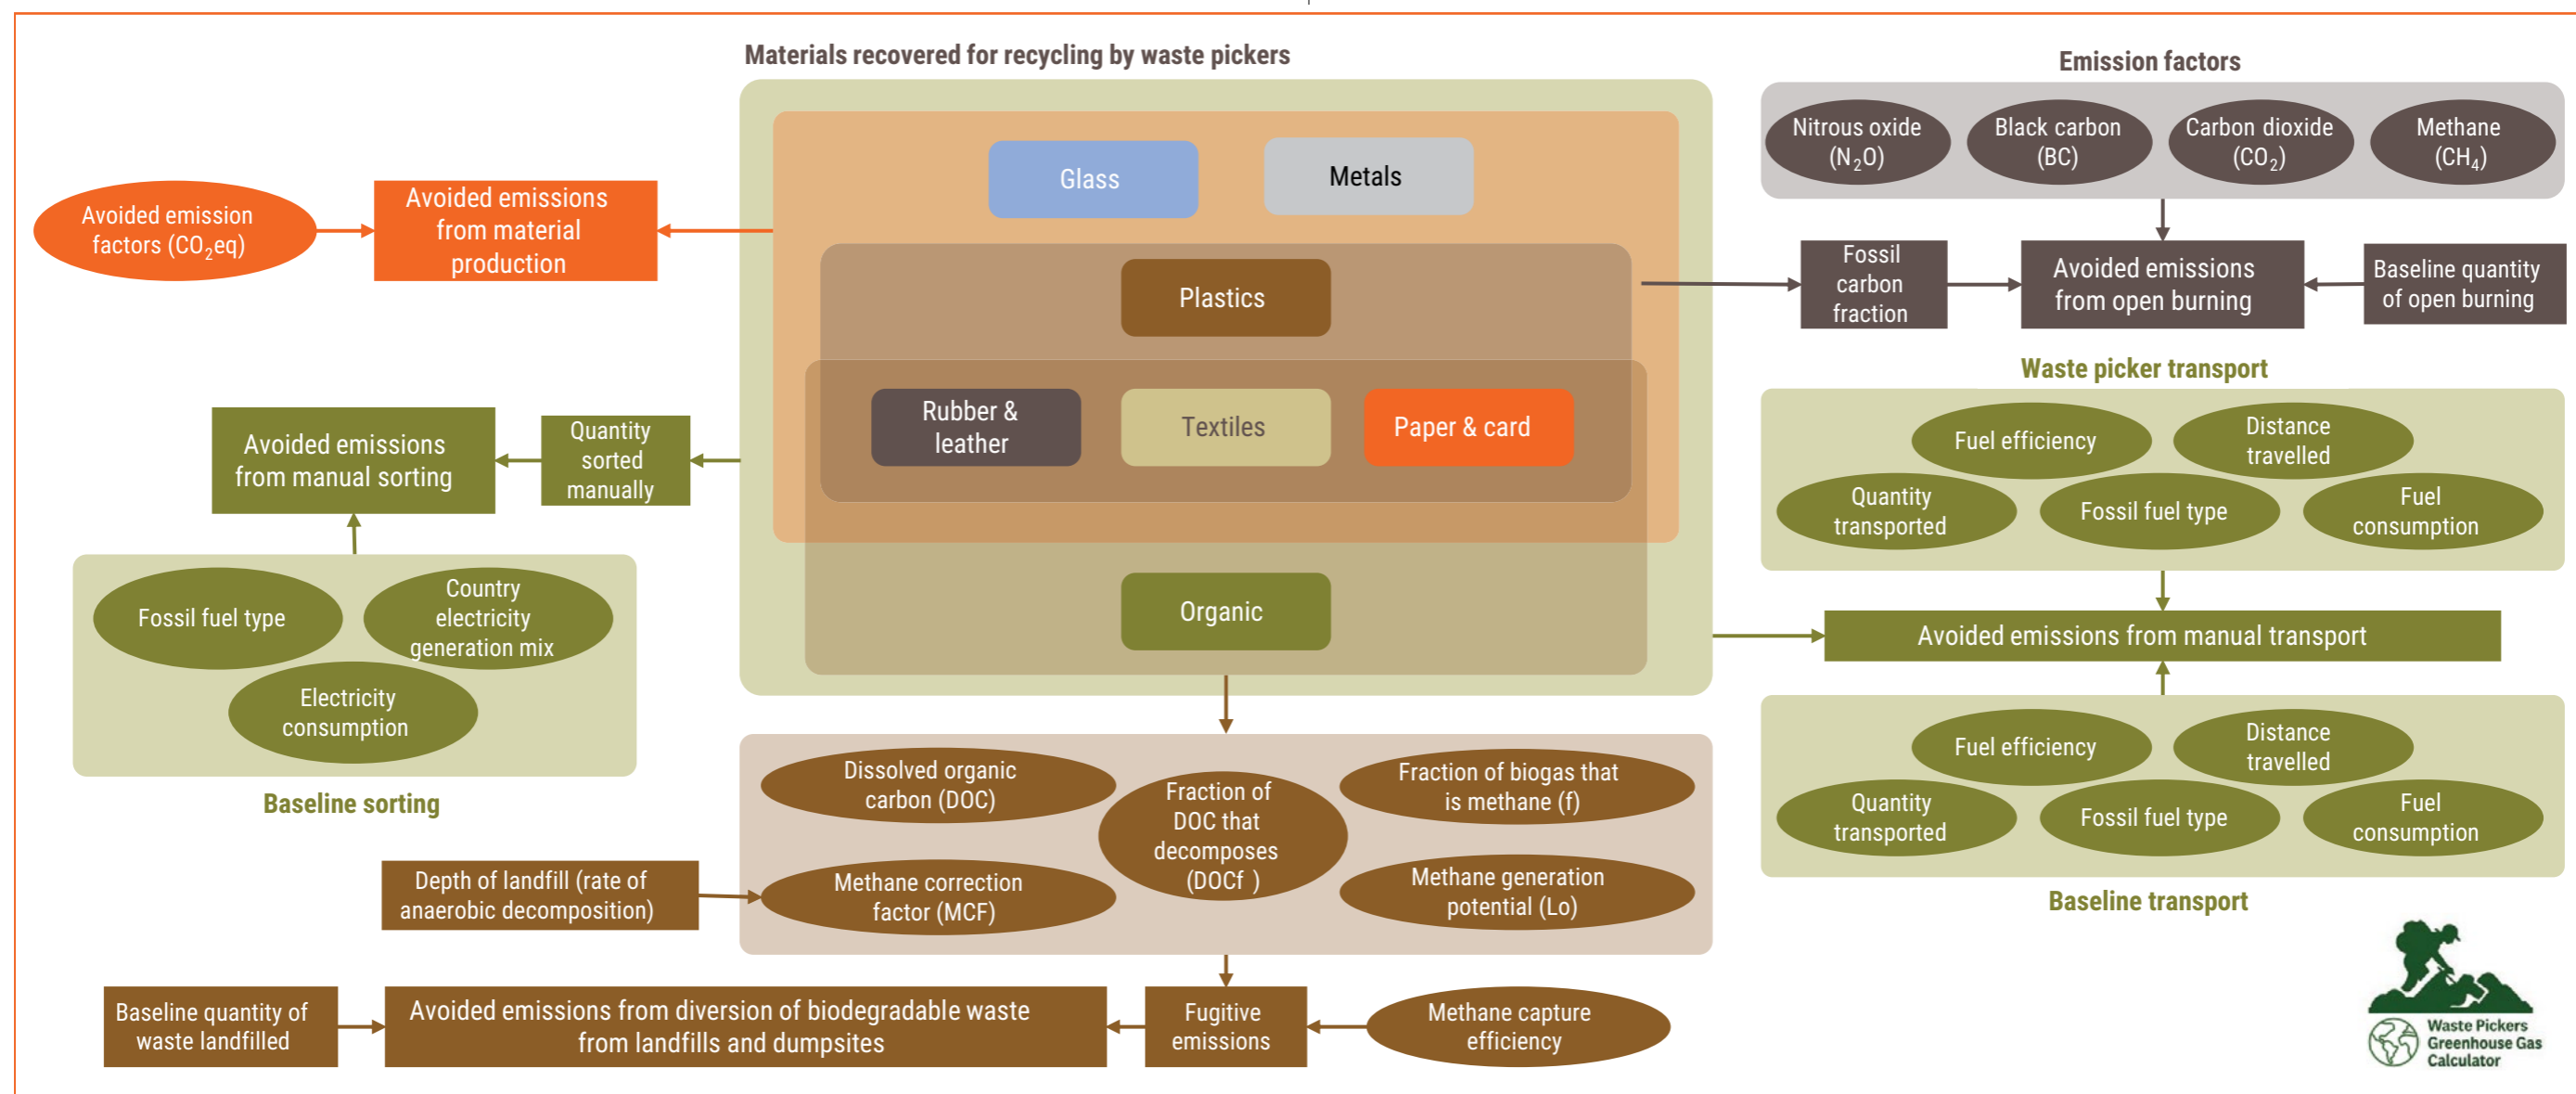 Materials recovered for recycling by waste pickers
Emission factors
Nitrous oxide
(N₂O)
Black carbon
(BC)
Carbon dioxide
(CO₂)
Methane
(CH₄)
Glass
Metals
Avoided emission
factors (CO₂eq)
Avoided emissions
from material
production
Plastics
Fossil
carbon
fraction
Avoided emissions
from open burning
Baseline quantity
of open burning
Rubber &
leather
Textiles
Paper & card
Avoided emissions
from manual sorting
Quantity
sorted
manually
Waste picker transport
Fuel efficiency
Distance
travelled
Quantity
transported
Fossil fuel type
Fuel
consumption
Fossil fuel type
Country
electricity
generation mix
Electricity
consumption
Baseline sorting
Organic
Avoided emissions from manual transport
Fuel efficiency
Distance
travelled
Quantity
transported
Fossil fuel type
Fuel
consumption
Baseline transport
Dissolved organic
carbon (DOC)
Fraction of
DOC that
decomposes
(DOCf )
Fraction of biogas that
is methane (f)
Depth of landfill (rate of
anaerobic decomposition)
Methane correction
factor (MCF)
Methane generation
potential (Lo)
Baseline quantity of
waste landfilled
Avoided emissions from diversion of biodegradable waste
from landfills and dumpsites
Fugitive
emissions
Methane capture
efficiency
Waste Pickers
Greenhouse Gas
Calculator